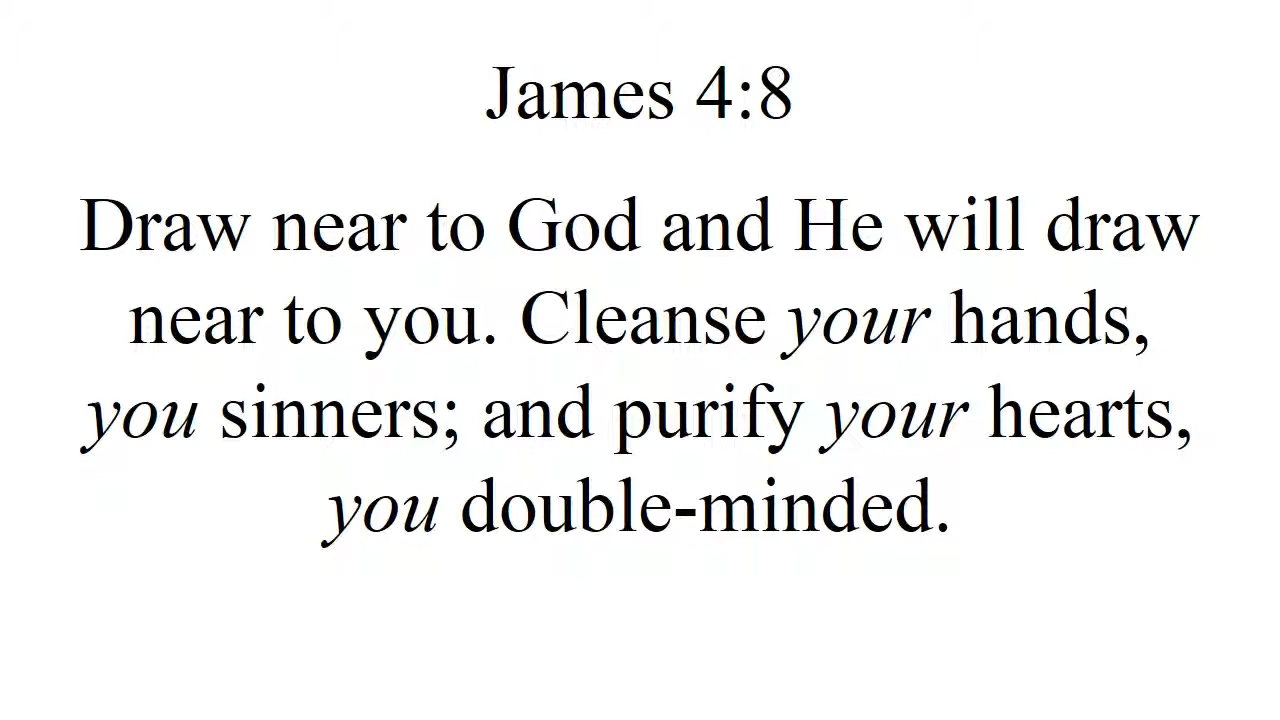 James 4:8
Draw near to God and He will draw
near to you. Cleanse your hands,
you sinners; and purify your hearts,
you double-minded.